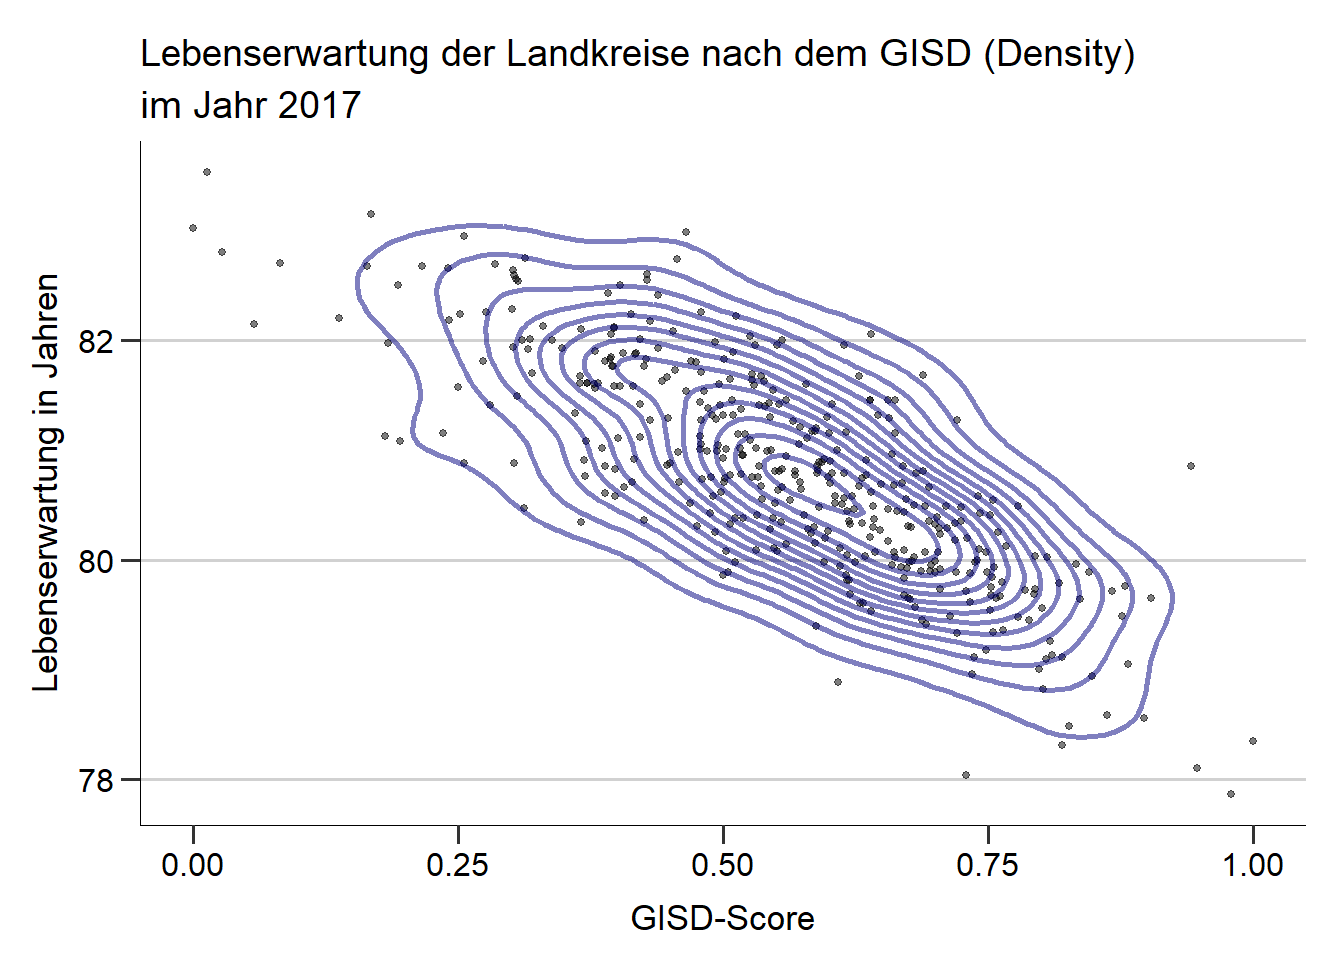 Lebenserwartung der Landkreise nach dem GISD (Density)
im Jahr 2017
Lebenserwartung in Jahren
82
80
78
0.00 0.25 0.50 0.75 1.00
GISD-Score